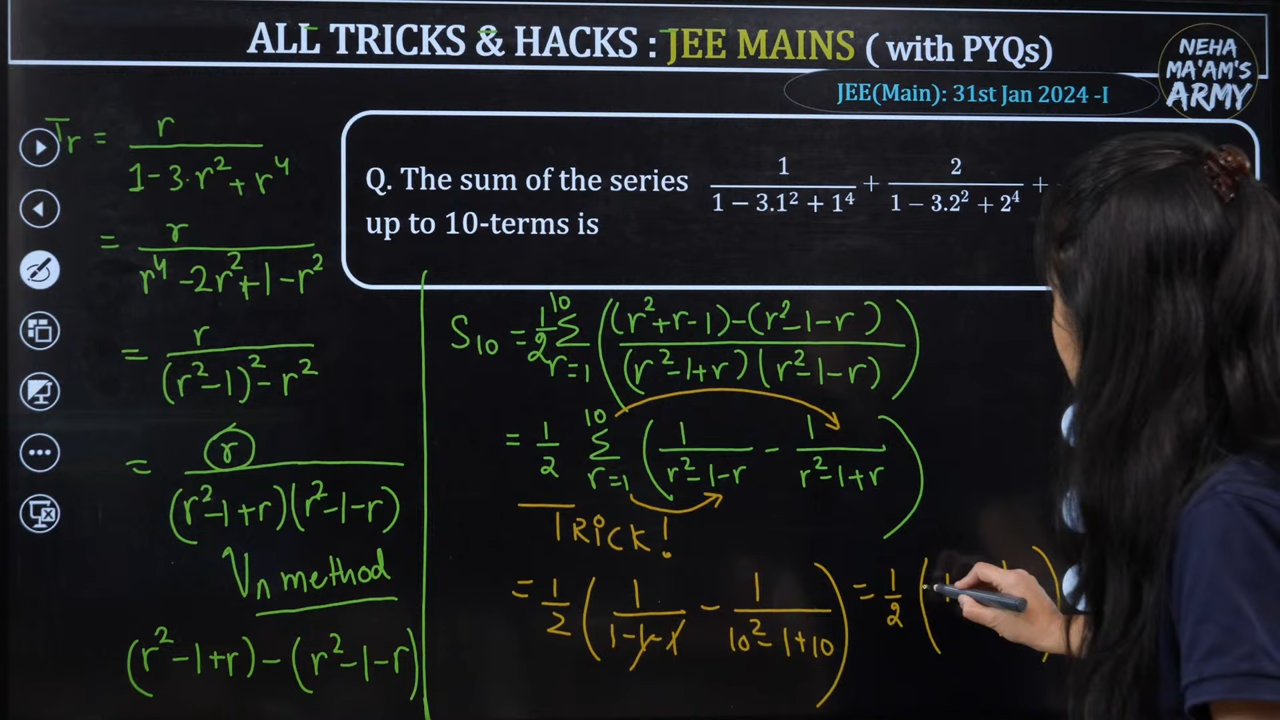 ALL TRICKS & HACKS : JEE MAINS ( with PYQs)
NEHA
MA'AM'S
ARMY
JEE(Main): 31st Jan 2024 -I
Q. The sum of the series 1/(1 − 3.1² + 1⁴) + 2/(1 − 3.2² + 2⁴) +
up to 10-terms is
Tr = r/(1-3·r²+r⁴)
= r/(r⁴-2r²+1-r²)
= r/((r²-1)²-r²)
= r/((r²-1+r)(r²-1-r))
Vn method
(r²-1+r)-(r²-1-r)
S10 = 1/2 Σ r=1 10 (((r²+r-1)-(r²-1-r))/((r²-1+r)(r²-1-r)))
= 1/2 Σ r=1 10 (1/(r²-1-r) - 1/(r²-1+r))
TRICK!
= 1/2 (1/(1-1-1) - 1/(10²-1+10)) = 1/2 (